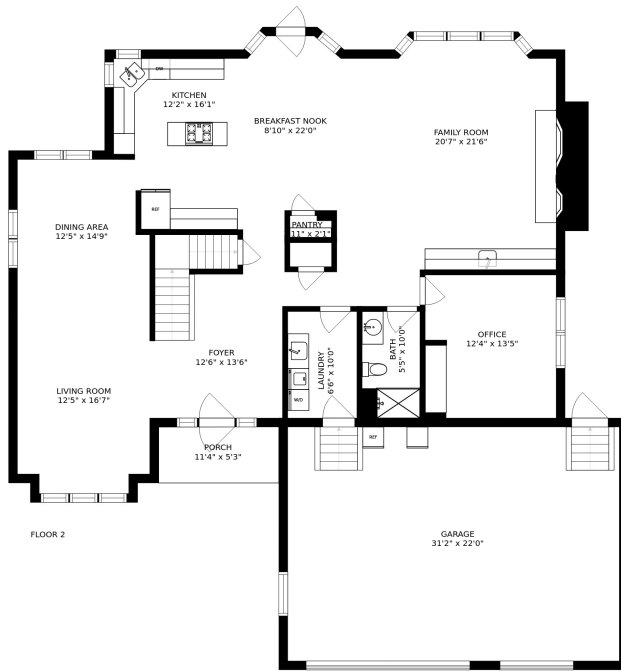 DW
KITCHEN
12'2" x 16'1"
BREAKFAST NOOK
8'10" x 22'0"
FAMILY ROOM
20'7" x 21'6"
REF
PANTRY
11" x 2'1"
DINING AREA
12'5" x 14'9"
OFFICE
12'4" x 13'5"
BATH
5'5" x 10'0"
LAUNDRY
6'6" x 10'0"
W/D
FOYER
12'6" x 13'6"
LIVING ROOM
12'5" x 16'7"
REF
PORCH
11'4" x 5'3"
FLOOR 2
GARAGE
31'2" x 22'0"